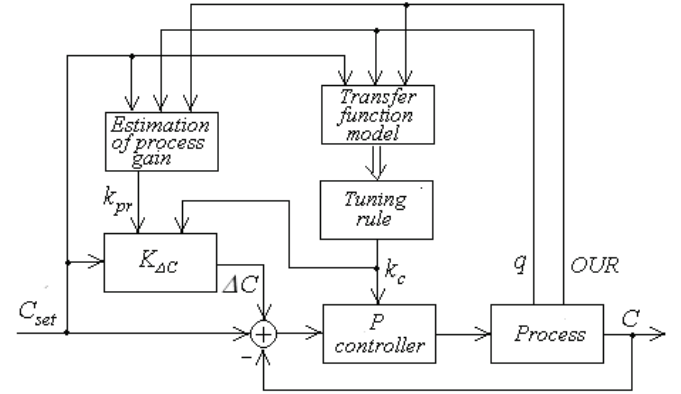 Transfer
function
model
Estimation
of process
gain
k_pr
Tuning
rule
K_ΔC
ΔC
k_c
q
OUR
C_set
+
−
P
controller
Process
C